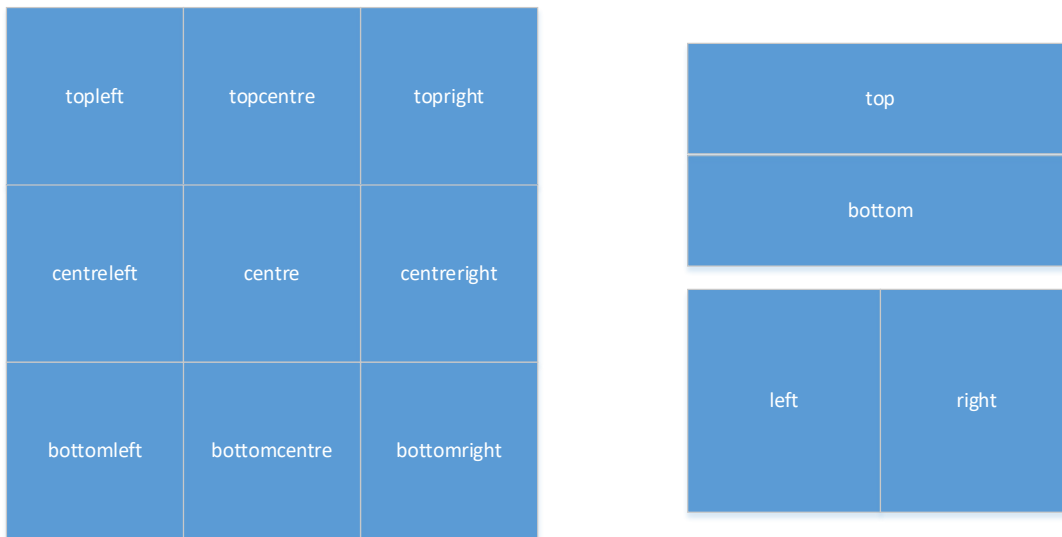 topleft
topcentre
topright
centreleft
centre
centreright
bottomleft
bottomcentre
bottomright
top
bottom
left
right